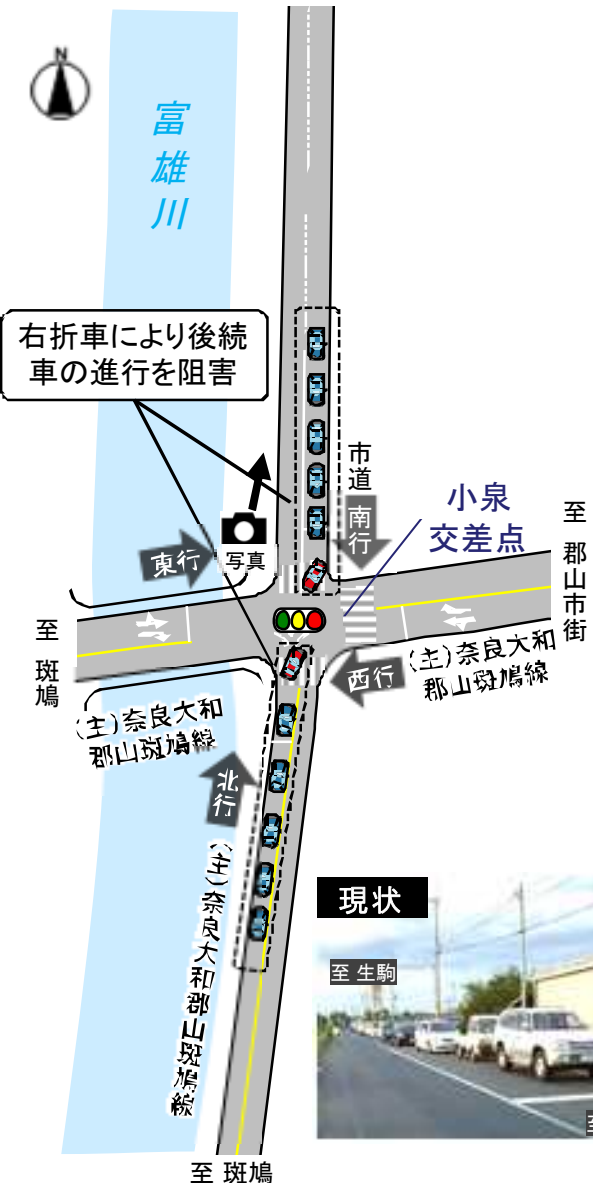 N
富
雄
川
右折車により後続
車の進行を阻害
市道
南行
小泉
交差点
至 郡山市街
東行
写真
至 斑鳩
西行
(主)奈良大和
郡山斑鳩線
(主)奈良大和
郡山斑鳩線
北行
(主)奈良大和郡山斑鳩線
現状
至 生駒
至
至 斑鳩